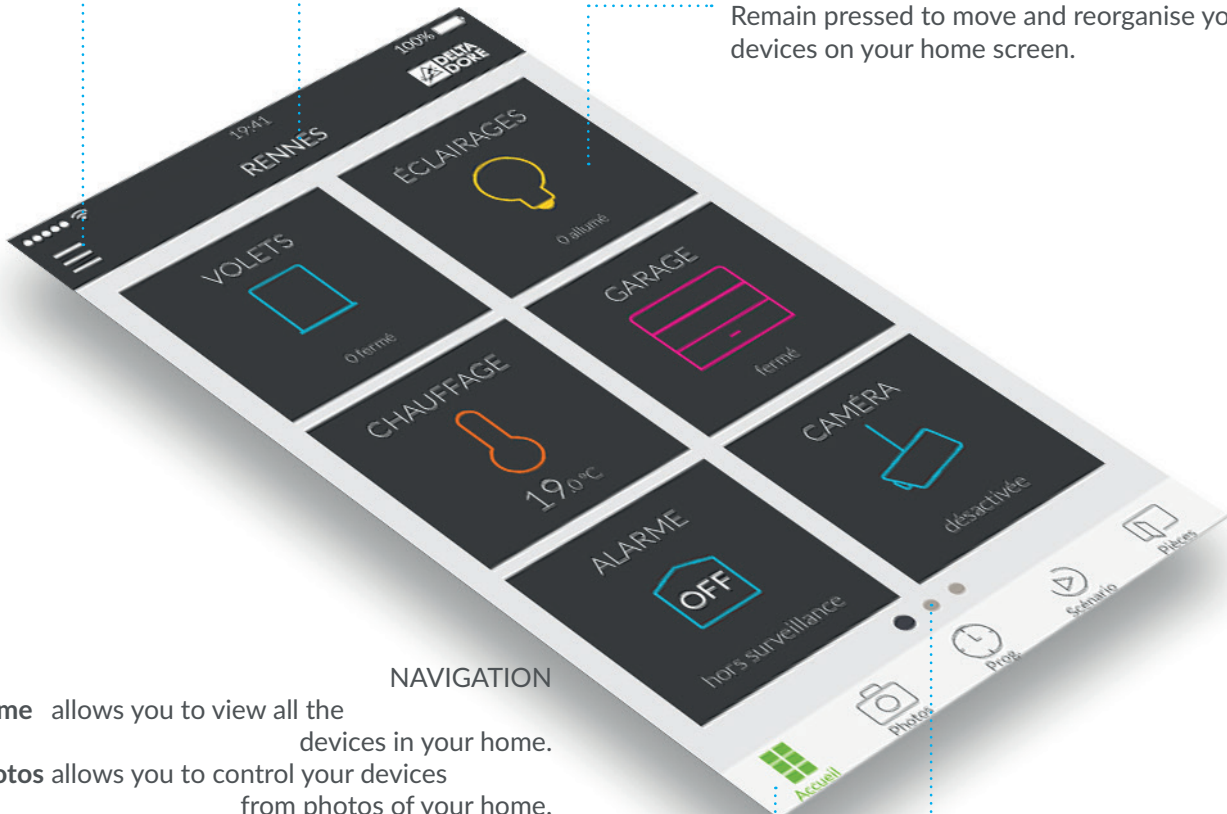 Remain pressed to move and reorganise
devices on your home screen.
100%
DELTA
DORE
19:41
RENNES
ÉCLAIRAGES
0 allumé
VOLETS
0 fermé
GARAGE
fermé
CHAUFFAGE
19.0°C
CAMÉRA
désactivée
ALARME
OFF
hors surveillance
Pièces
Scénario
Prog.
Photos
Accueil
NAVIGATION
allows you to view all the
devices in your home.
allows you to control your devices
from photos of your home.